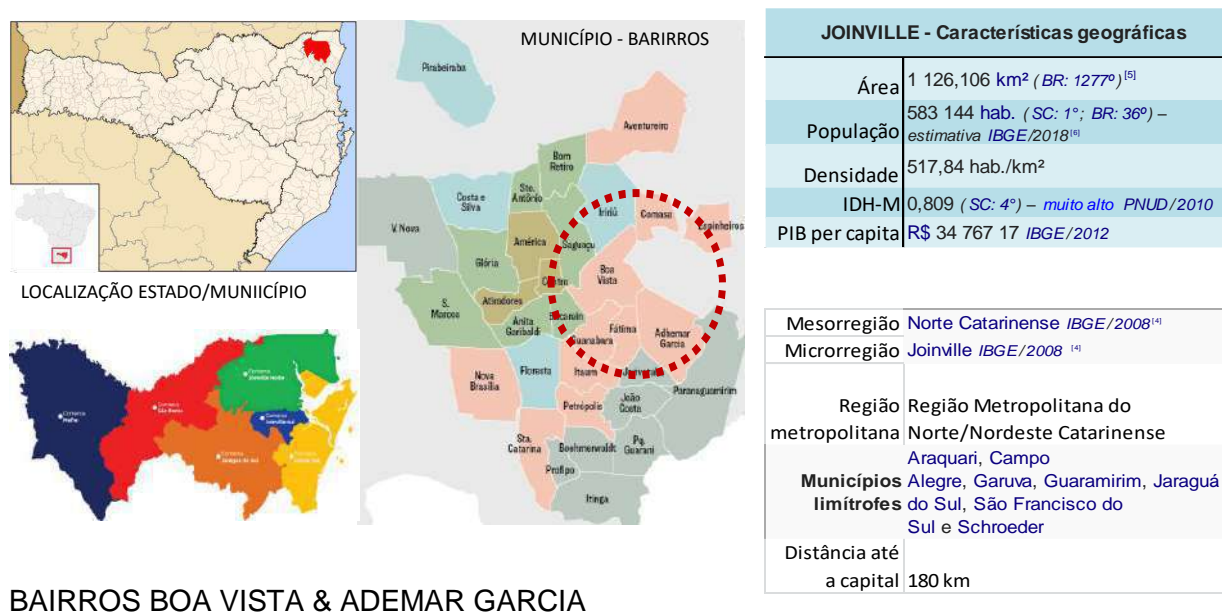 MUNICÍPIO - BARIRROS
LOCALIZAÇÃO ESTADO/MUNIICÍPIO
Pirabeiraba
Aventureiro
Bom
Retiro
Costa e
Silva
Sto.
Antônio
Iririú
Comasa
Espinheiros
V. Nova
América
Saguaçu
Glória
Boa
Vista
Centro
S.
Marcos
Atiradores
Anita
Garibaldi
Bucarein
Fátima
Guanabara
Adhemar
Garcia
Nova
Brasília
Floresta
Itaum
Jarivatuba
Paranaguamirim
Petrópolis
João
Costa
Sta.
Catarina
Boehmenwaldt
Pq.
Guarani
Profipo
Itinga
JOINVILLE - Características geográficas
Área 1 126,106 km² (BR: 1277º) [5]
População 583 144 hab. (SC: 1°; BR: 36º) –
estimativa IBGE/2018[6]
Densidade 517,84 hab./km²
IDH-M 0,809 (SC: 4°) – muito alto PNUD/2010
PIB per capita R$ 34 767 17 IBGE/2012
Mesorregião Norte Catarinense IBGE/2008[4]
Microrregião Joinville IBGE/2008 [4]
Região Região Metropolitana do
metropolitana Norte/Nordeste Catarinense
Araquari, Campo
Municípios Alegre, Garuva, Guaramirim, Jaraguá
limítrofes do Sul, São Francisco do
Sul e Schroeder
Distância até
a capital 180 km
BAIRROS BOA VISTA & ADEMAR GARCIA